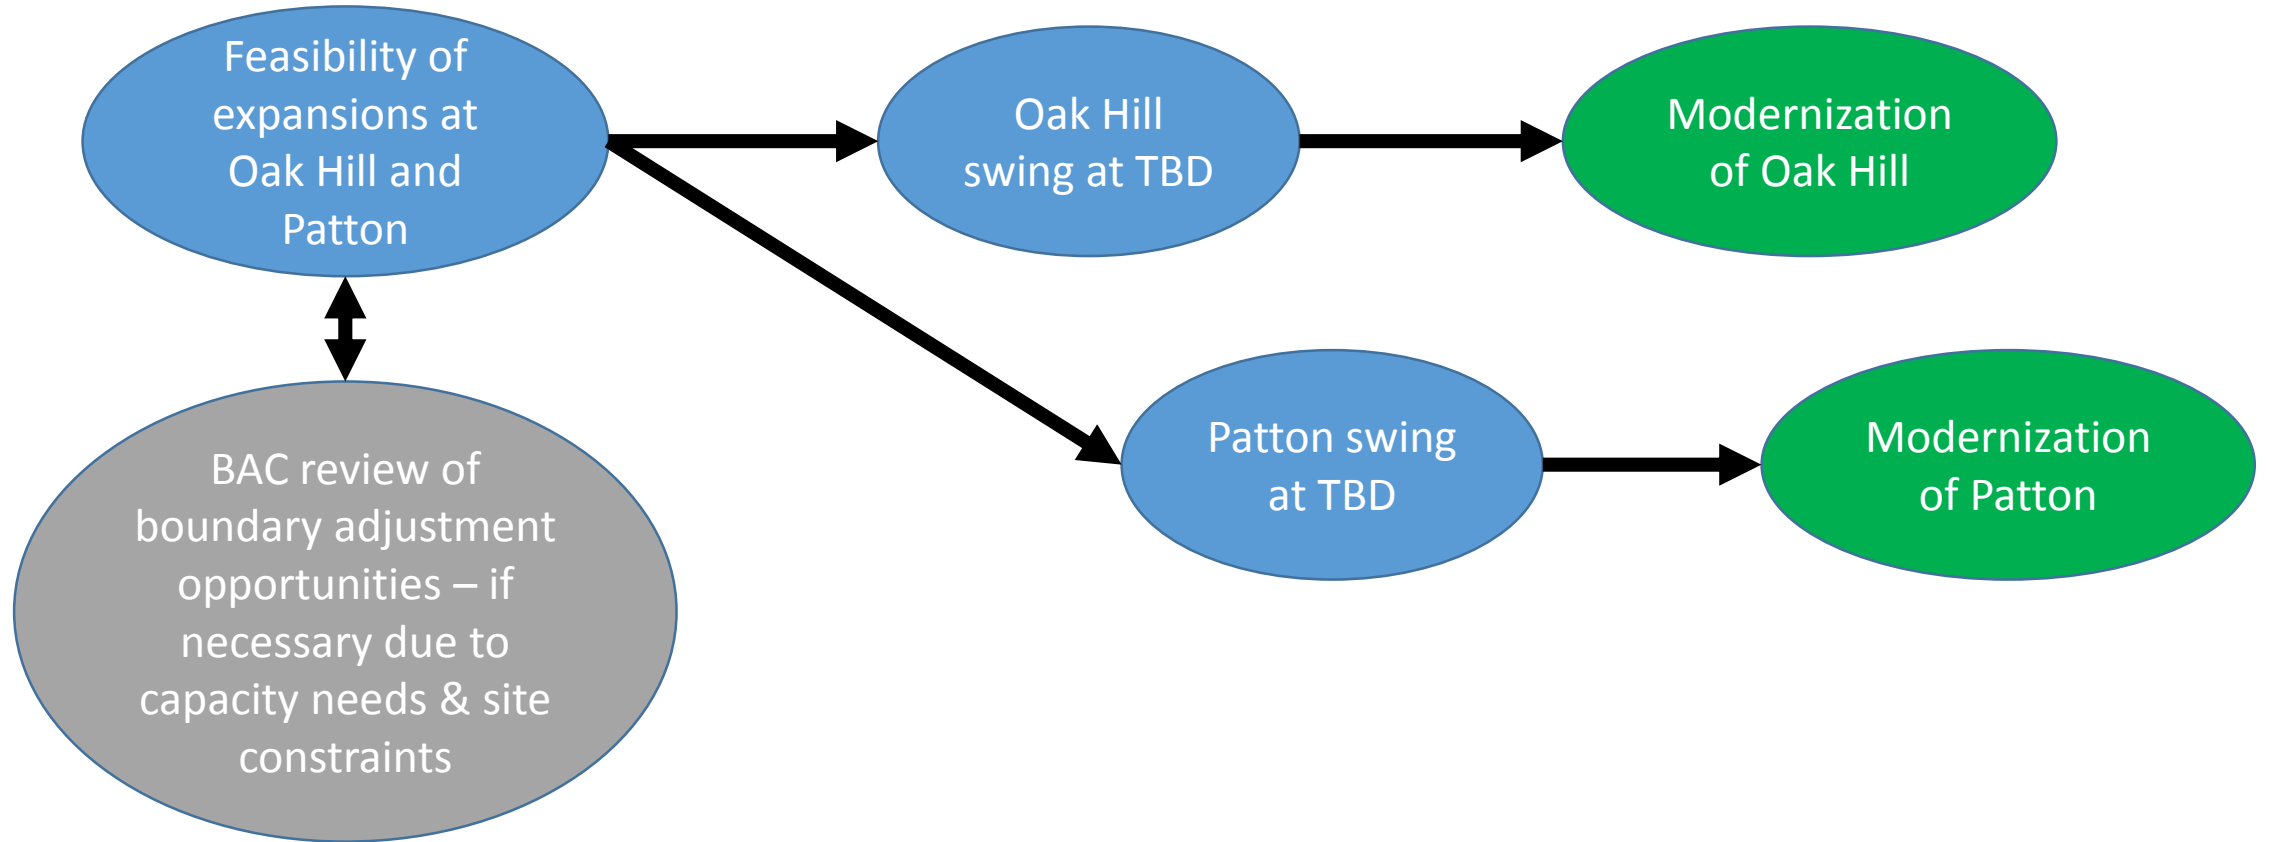 Feasibility of
expansions at
Oak Hill and
Patton
Oak Hill
swing at TBD
Modernization
of Oak Hill
BAC review of
boundary adjustment
opportunities – if
necessary due to
capacity needs & site
constraints
Patton swing
at TBD
Modernization
of Patton